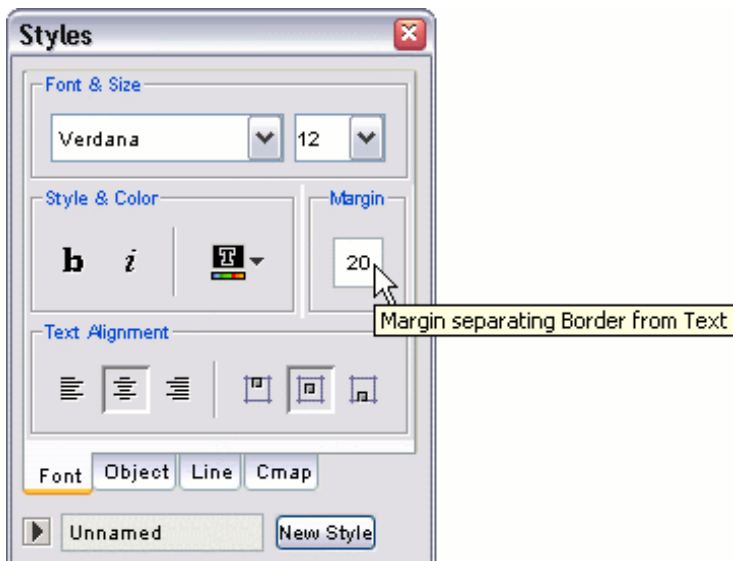 Styles
Font & Size
Verdana 12
Style & Color Margin
b i T 20
Margin separating Border from Text
Text Alignment
Font Object Line Cmap
Unnamed New Style